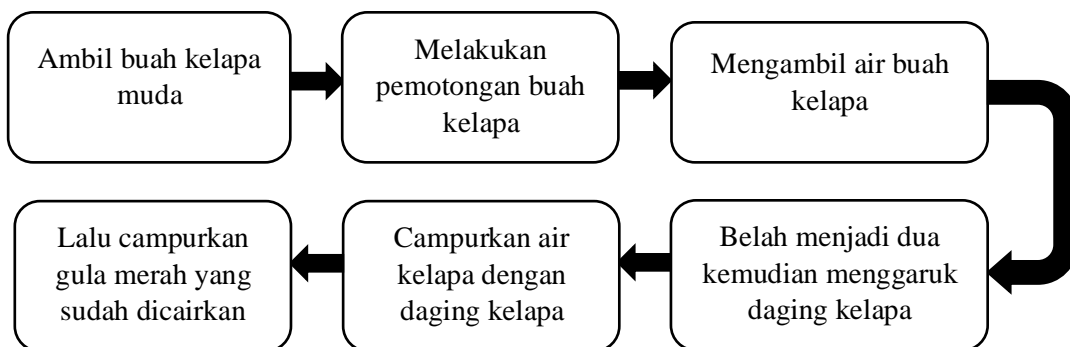 Ambil buah kelapa
muda
Melakukan
pemotongan buah
kelapa
Mengambil air buah
kelapa
Belah menjadi dua
kemudian menggaruk
daging kelapa
Campurkan air
kelapa dengan
daging kelapa
Lalu campurkan
gula merah yang
sudah dicairkan